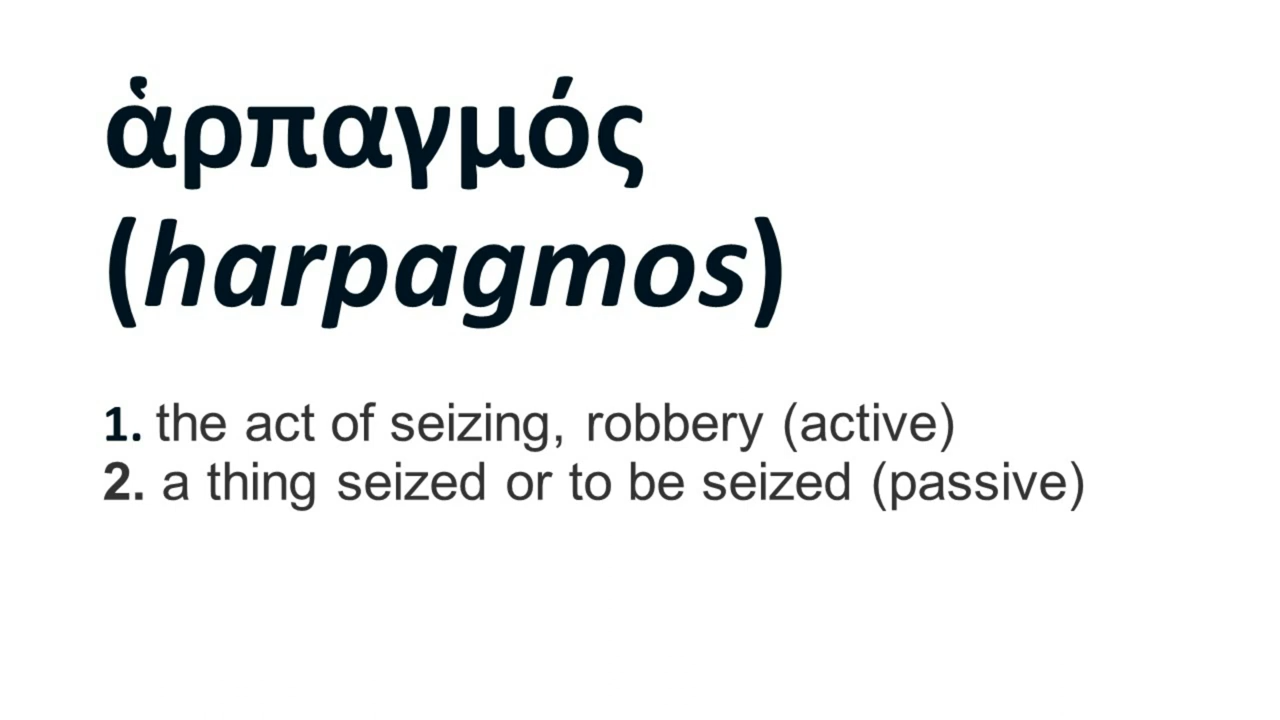 ἁρπαγμός
(harpagmos)
1. the act of seizing, robbery (active)
2. a thing seized or to be seized (passive)